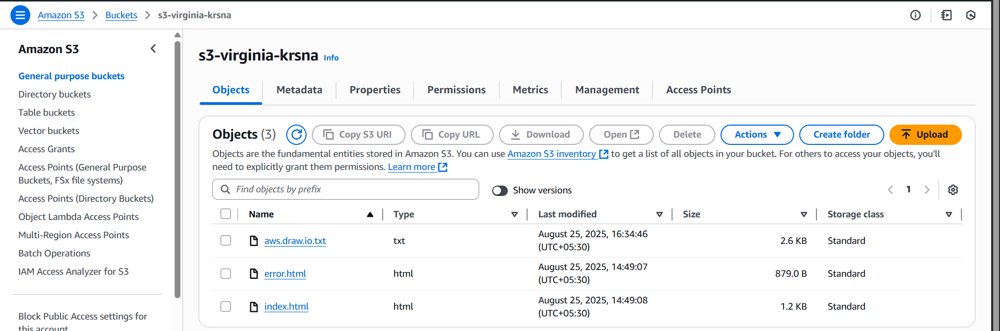 Amazon S3 > Buckets > s3-virginia-krsna
Amazon S3
General purpose buckets
Directory buckets
Table buckets
Vector buckets
Access Grants
Access Points (General Purpose
Buckets, FSx file systems)
Access Points (Directory Buckets)
Object Lambda Access Points
Multi-Region Access Points
Batch Operations
IAM Access Analyzer for S3
Block Public Access settings for
this account
s3-virginia-krsna Info
Objects Metadata Properties Permissions Metrics Management Access Points
Objects (3) Copy S3 URI Copy URL Download Open Delete Actions Create folder Upload
Objects are the fundamental entities stored in Amazon S3. You can use Amazon S3 inventory to get a list of all objects in your bucket. For others to access your objects, you'll
need to explicitly grant them permissions. Learn more
Find objects by prefix Show versions 1
Name Type Last modified Size Storage class
aws.draw.io.txt txt August 25, 2025, 16:34:46 (UTC+05:30) 2.6 KB Standard
error.html html August 25, 2025, 14:49:07 (UTC+05:30) 879.0 B Standard
index.html html August 25, 2025, 14:49:08 (UTC+05:30) 1.2 KB Standard